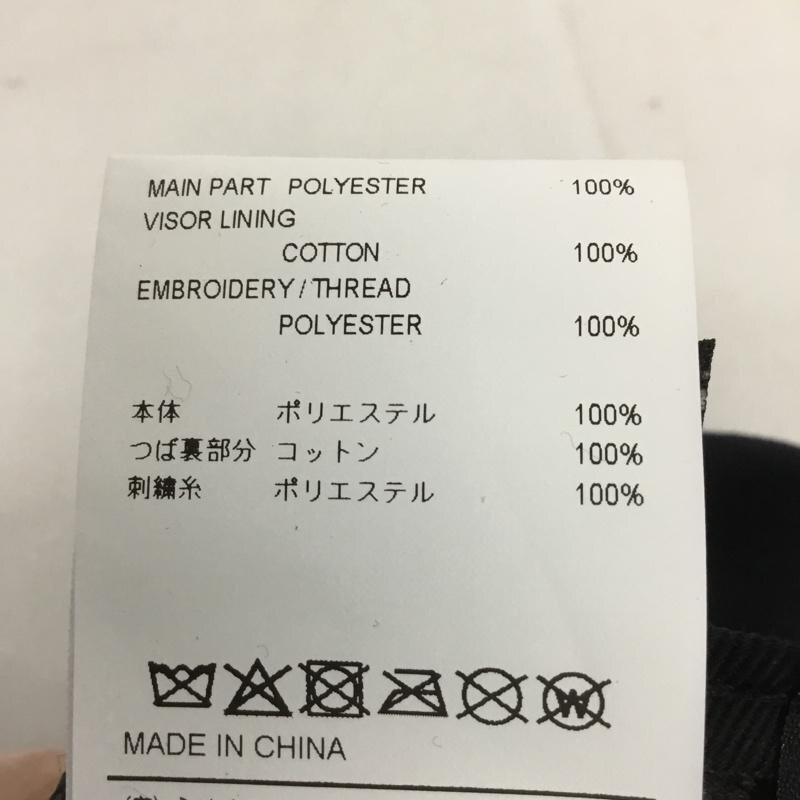 MAIN PART POLYESTER 100%
VISOR LINING
COTTON 100%
EMBROIDERY / THREAD
POLYESTER 100%
本体 ポリエステル 100%
つば裏部分 コットン 100%
刺繍糸 ポリエステル 100%
W
MADE IN CHINA